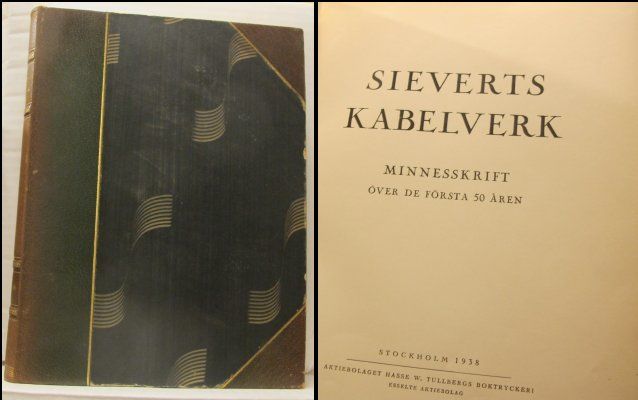 SIEVERTS
KABELVERK
MINNESSKRIFT
ÖVER DE FÖRSTA 50 ÅREN
STOCKHOLM 1938
AKTIEBOLAGET HASSE W. TULLBERGS BOKTRYCKERI
ESSELTE AKTIEBOLAG